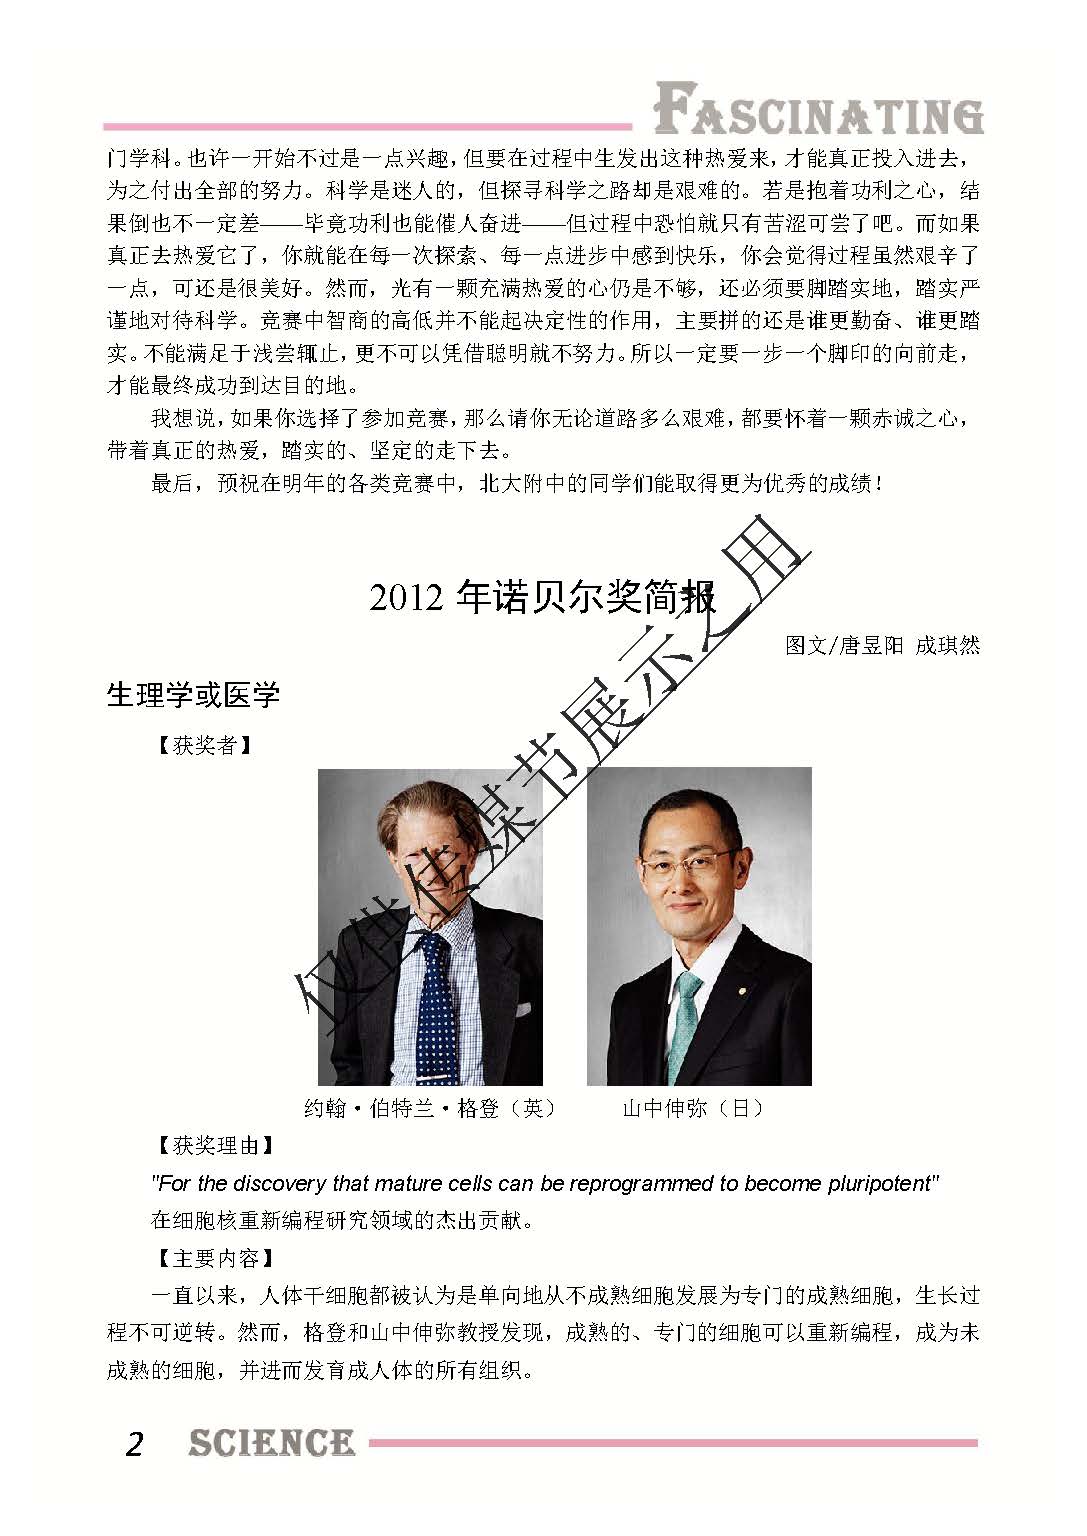 FASCINATING
门学科。也许一开始不过是一点兴趣，但要在过程中生发出这种热爱来，才能真正投入进去，
为之付出全部的努力。科学是迷人的，但探寻科学之路却是艰难的。若是抱着功利之心，结
果倒也不一定差——毕竟功利也能催人奋进——但过程中恐怕就只有苦涩可尝了吧。而如果
真正去热爱它了，你就能在每一次探索、每一点进步中感到快乐，你会觉得过程虽然艰辛了
一点，可还是很美好。然而，光有一颗充满热爱的心仍是不够，还必须要脚踏实地，踏实严
谨地对待科学。竞赛中智商的高低并不能起决定性的作用，主要拼的还是谁更勤奋、谁更踏
实。不能满足于浅尝辄止，更不可以凭借聪明就不努力。所以一定要一步一个脚印的向前走，
才能最终成功到达目的地。
我想说，如果你选择了参加竞赛，那么请你无论道路多么艰难，都要怀着一颗赤诚之心，
带着真正的热爱，踏实的、坚定的走下去。
最后，预祝在明年的各类竞赛中，北大附中的同学们能取得更为优秀的成绩！
2012 年诺贝尔奖简报
图文/唐昱阳 成琪然
生理学或医学
【获奖者】
仅供传媒节展示之用
约翰·伯特兰·格登（英） 山中伸弥（日）
【获奖理由】
"For the discovery that mature cells can be reprogrammed to become pluripotent"
在细胞核重新编程研究领域的杰出贡献。
【主要内容】
一直以来，人体干细胞都被认为是单向地从不成熟细胞发展为专门的成熟细胞，生长过
程不可逆转。然而，格登和山中伸弥教授发现，成熟的、专门的细胞可以重新编程，成为未
成熟的细胞，并进而发育成人体的所有组织。
2 SCIENCE